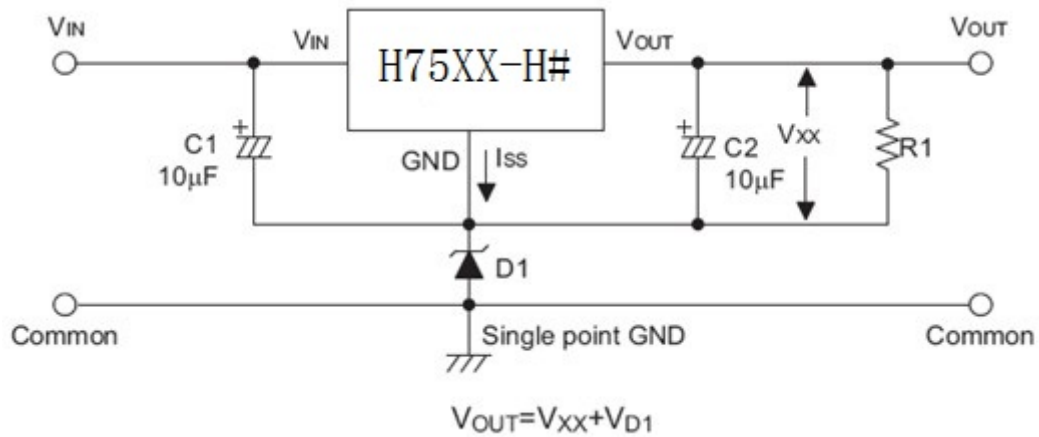 VIN
VIN
H75XX-H#
VOUT
VOUT
C1
10μF
GND
ISS
C2
10μF
VXX
R1
D1
Common
Single point GND
Common
VOUT=VXX+VD1